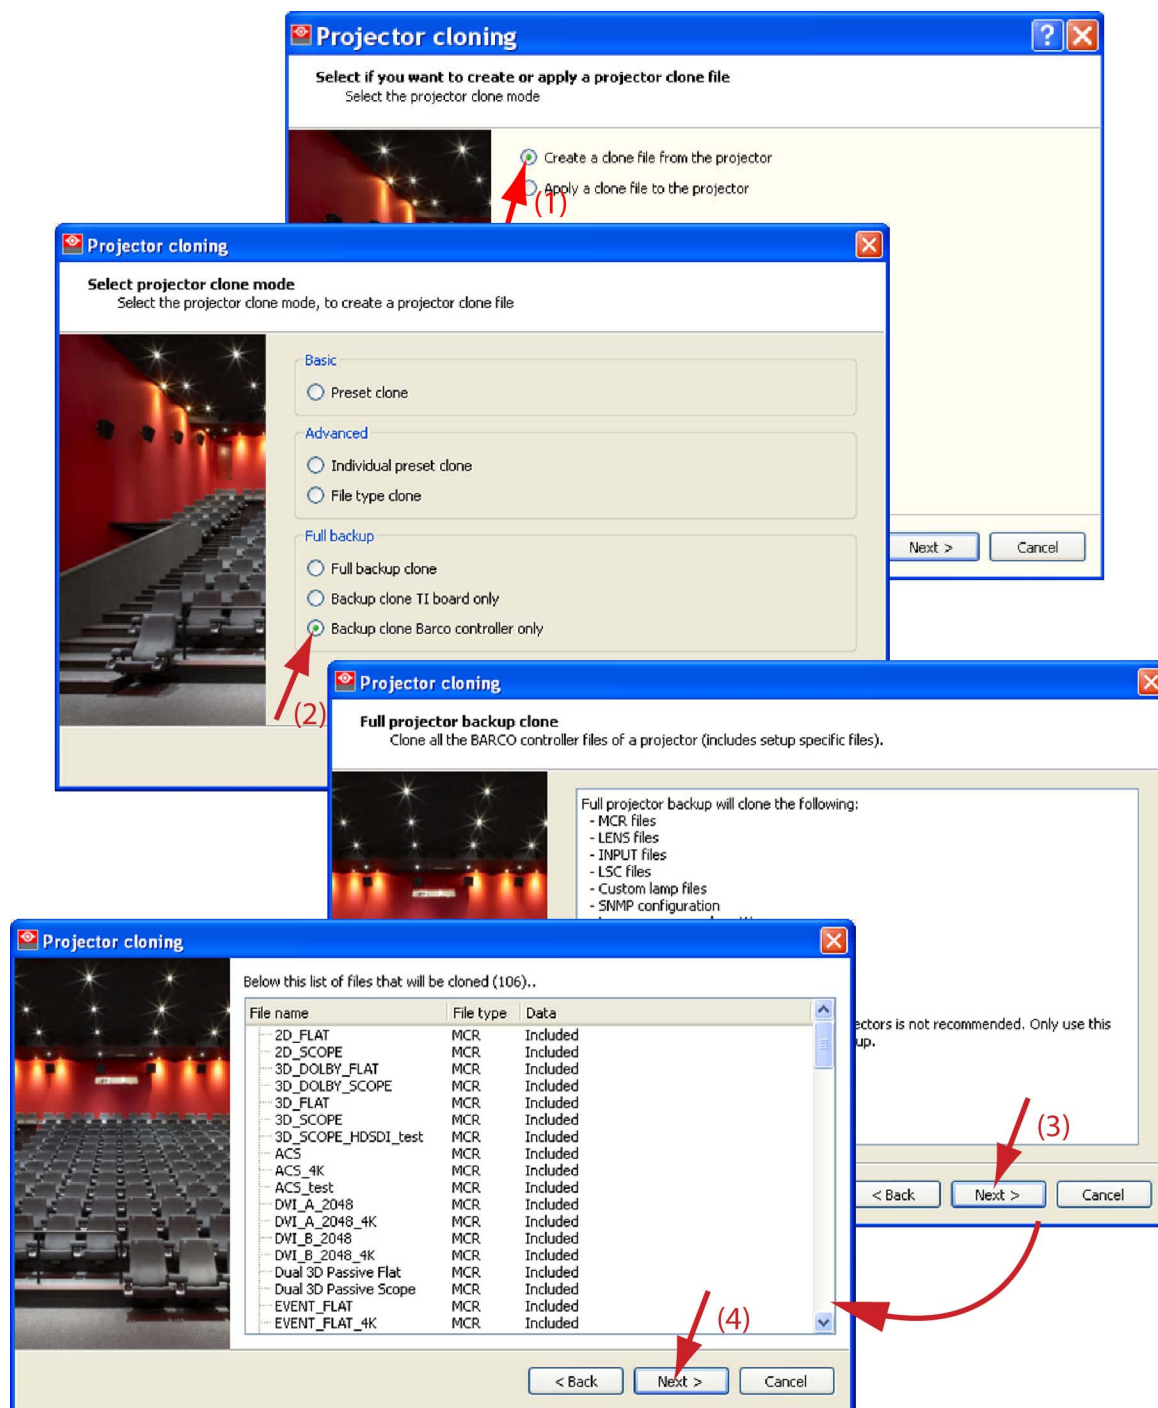 Projector cloning
Select if you want to create or apply a projector clone file
Select the projector clone mode
Create a clone file from the projector
Apply a clone file to the projector
(1)
Next >
Cancel
Projector cloning
Select projector clone mode
Select the projector clone mode, to create a projector clone file
Basic
Preset clone
Advanced
Individual preset clone
File type clone
Full backup
Full backup clone
Backup clone TI board only
Backup clone Barco controller only
(2)
Projector cloning
Full projector backup clone
Clone all the BARCO controller files of a projector (includes setup specific files).
Full projector backup will clone the following:
- MCR files
- LENS files
- INPUT files
- LSC files
- Custom lamp files
- SNMP configuration
ectors is not recommended. Only use this
up.
(3)
< Back
Next >
Cancel
Projector cloning
Below this list of files that will be cloned (106)..
File name File type Data
2D_FLAT MCR Included
2D_SCOPE MCR Included
3D_DOLBY_FLAT MCR Included
3D_DOLBY_SCOPE MCR Included
3D_FLAT MCR Included
3D_SCOPE MCR Included
3D_SCOPE_HDSDI_test MCR Included
ACS MCR Included
ACS_4K MCR Included
ACS_test MCR Included
DVI_A_2048 MCR Included
DVI_A_2048_4K MCR Included
DVI_B_2048 MCR Included
DVI_B_2048_4K MCR Included
Dual 3D Passive Flat MCR Included
Dual 3D Passive Scope MCR Included
EVENT_FLAT MCR Included
EVENT_FLAT_4K MCR Included
(4)
< Back
Next >
Cancel